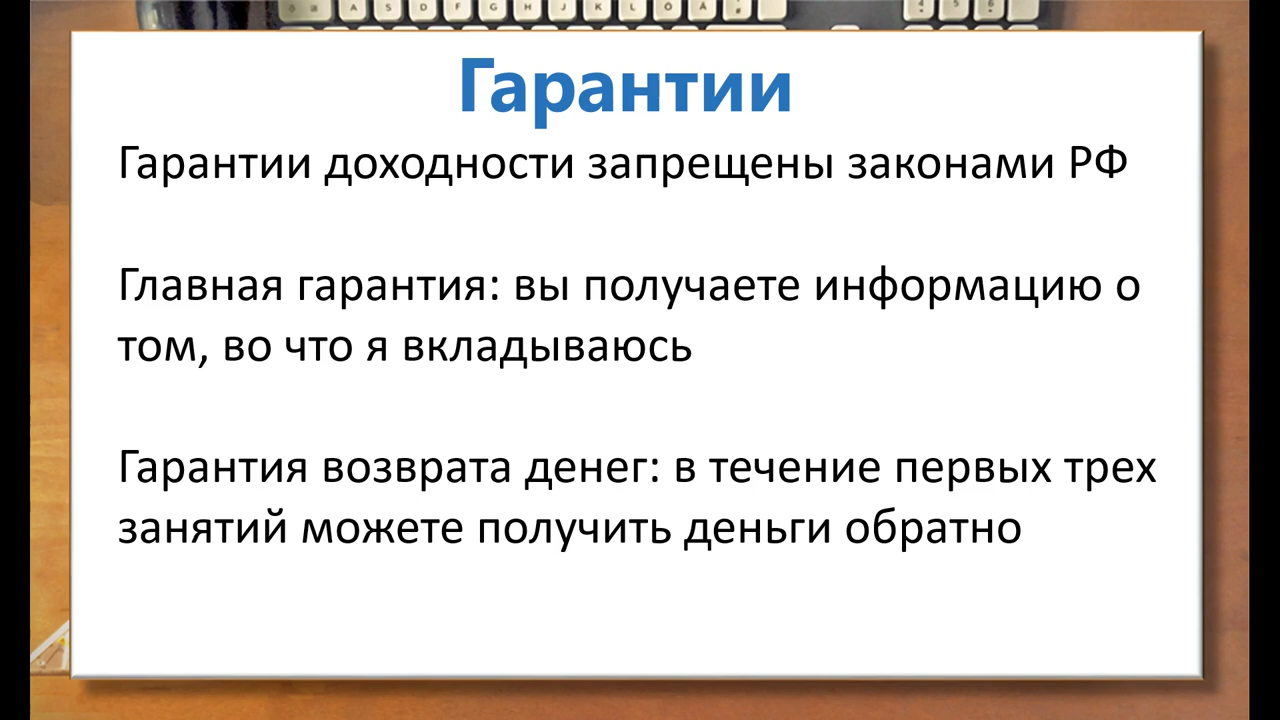 Гарантии
Гарантии доходности запрещены законами РФ
Главная гарантия: вы получаете информацию о
том, во что я вкладываюсь
Гарантия возврата денег: в течение первых трех
занятий можете получить деньги обратно